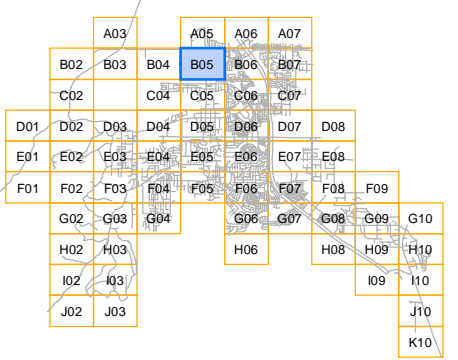 A03 A05 A06 A07
B02 B03 B04 B05 B06 B07
C02 C04 C05 C06 C07
D01 D02 D03 D04 D05 D06 D07 D08
E01 E02 E03 E04 E05 E06 E07 E08
F01 F02 F03 F04 F05 F06 F07 F08 F09
G02 G03 G04 G06 G07 G08 G09 G10
H02 H03 H06 H08 H09 H10
I02 I03 I09 I10
J02 J03 J10
K10